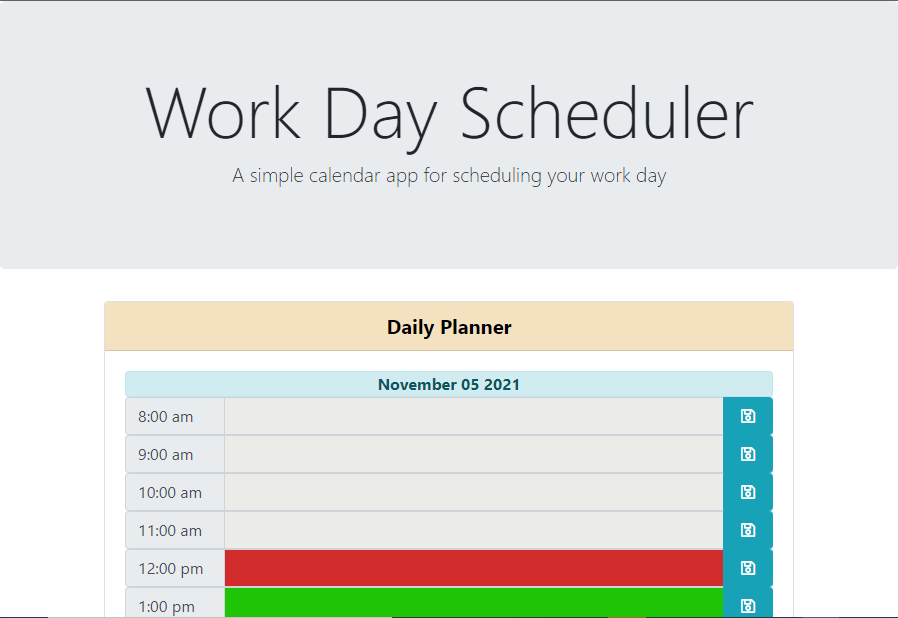 Work Day Scheduler
A simple calendar app for scheduling your work day
Daily Planner
November 05 2021
8:00 am
9:00 am
10:00 am
11:00 am
12:00 pm
1:00 pm